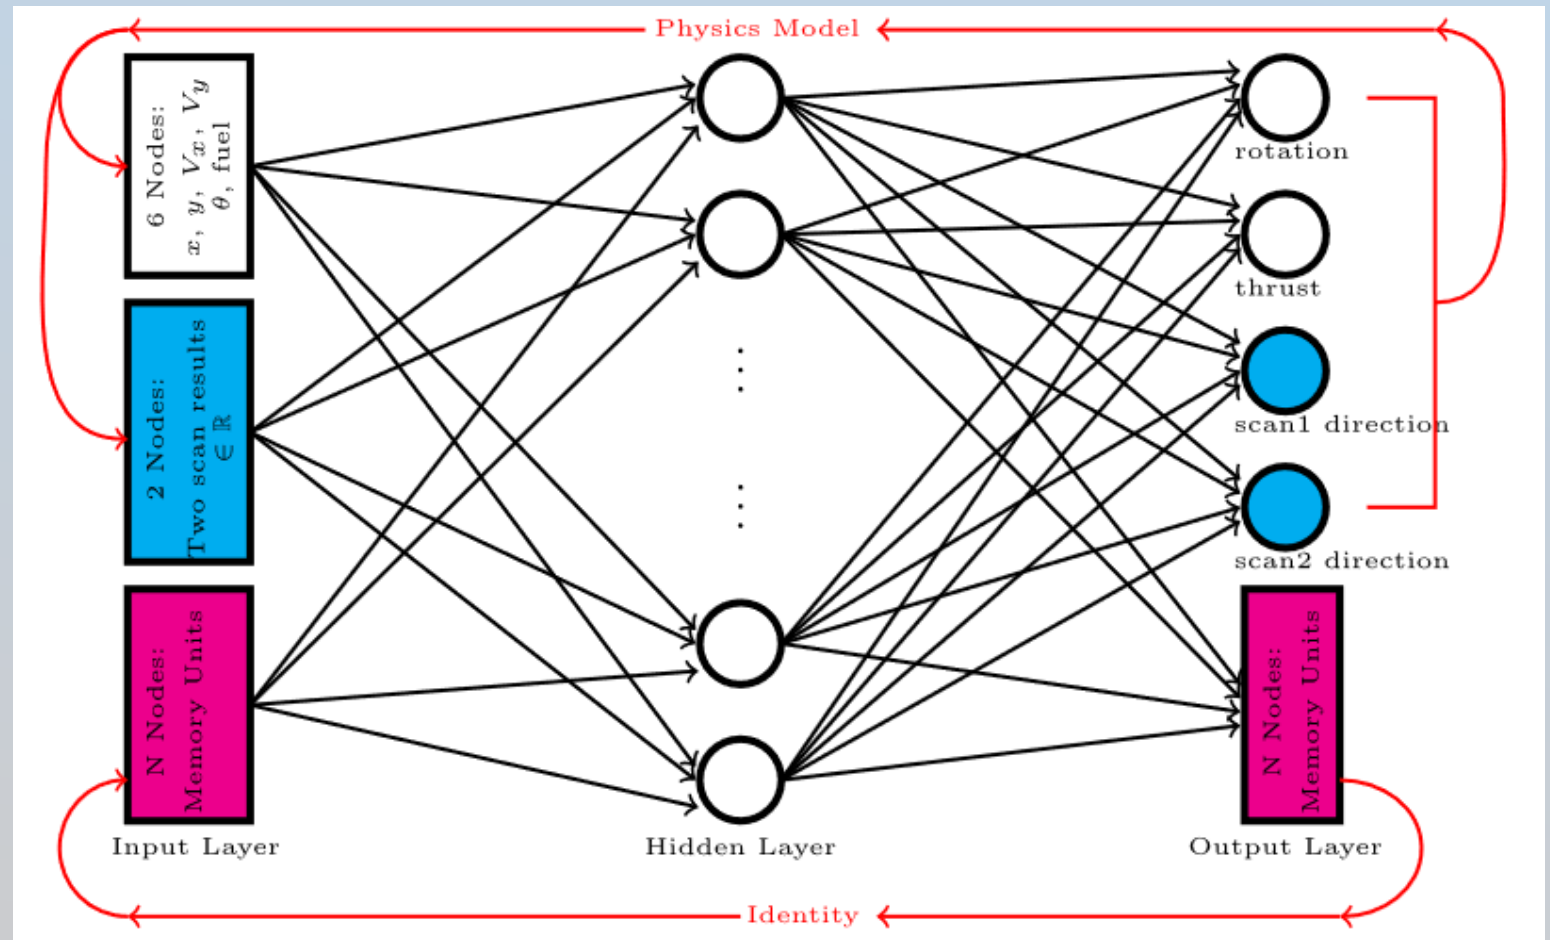 Physics Model
6 Nodes:
x, y, Vx, Vy
θ, fuel
2 Nodes:
Two scan results
∈ ℝ
N Nodes:
Memory Units
Input Layer
⋮
⋮
Hidden Layer
rotation
thrust
scan1 direction
scan2 direction
N Nodes:
Memory Units
Output Layer
Identity